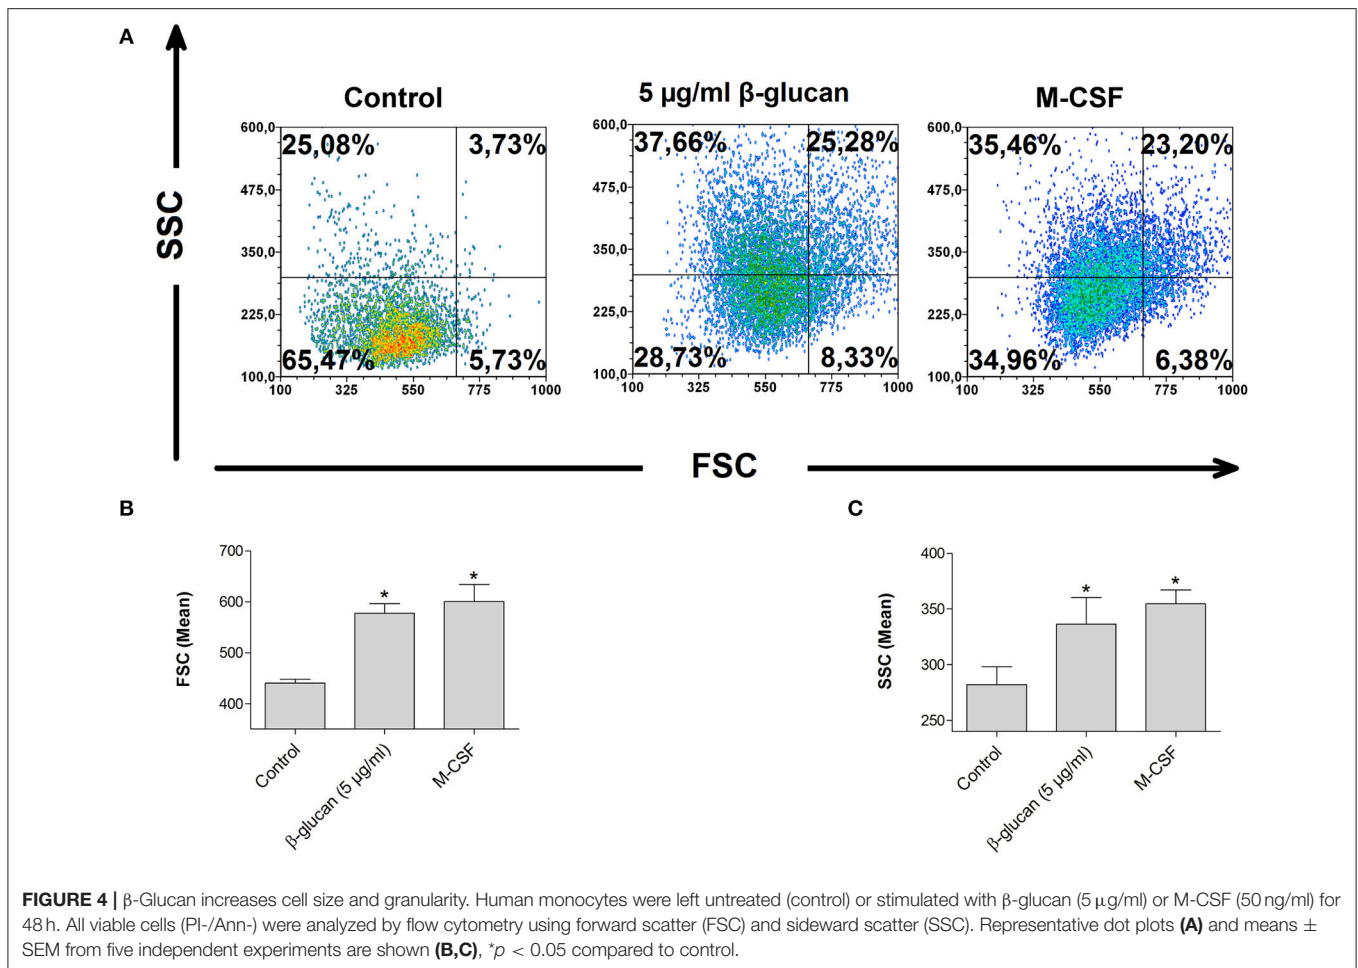 A
Control
5 µg/ml β-glucan
M-CSF
SSC
600,0
475,0
350,0
225,0
100,0
25,08%
3,73%
65,47%
5,73%
100 325 550 775 1000
600,0
475,0
350,0
225,0
100,0
37,66%
25,28%
28,73%
8,33%
100 325 550 775 1000
600,0
475,0
350,0
225,0
100,0
35,46%
23,20%
34,96%
6,38%
100 325 550 775 1000
FSC
B
FSC (Mean)
700
600
500
400
*
*
Control
β-glucan (5 µg/ml)
M-CSF
C
SSC (Mean)
400
350
300
250
*
*
Control
β-glucan (5 µg/ml)
M-CSF
FIGURE 4 | β-Glucan increases cell size and granularity. Human monocytes were left untreated (control) or stimulated with β-glucan (5 µg/ml) or M-CSF (50 ng/ml) for
48 h. All viable cells (PI-/Ann-) were analyzed by flow cytometry using forward scatter (FSC) and sideward scatter (SSC). Representative dot plots (A) and means ±
SEM from five independent experiments are shown (B,C), *p < 0.05 compared to control.